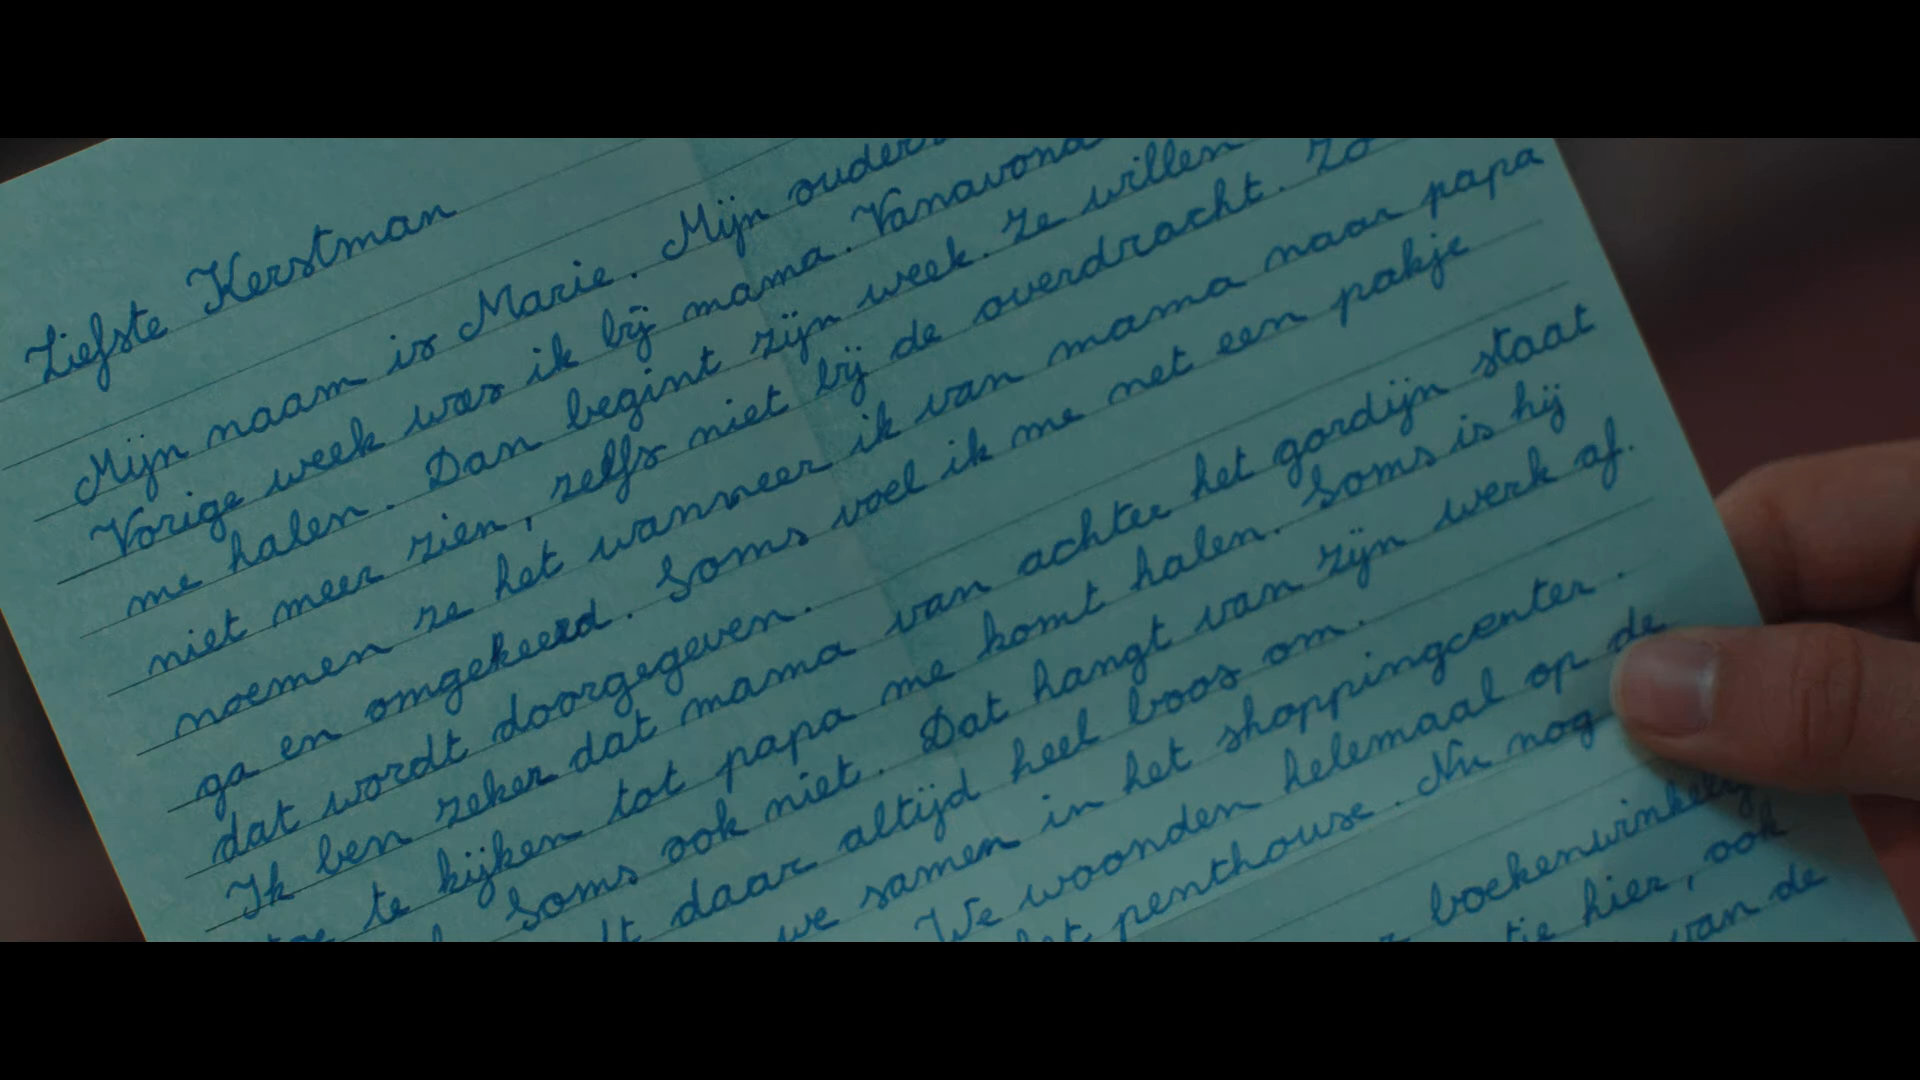 Liefste Kerstman
Mijn naam is Marie. Mijn ouders
Vorige week was ik bij mama. Vanavond
me halen. Dan begint zijn week. Ze willen
niet meer zien, zelfs niet bij de overdracht. Zo
noemen ze het wanneer ik van mama naar papa
ga en omgekeerd. Soms voel ik me net een pakje
dat wordt doorgegeven.
Ik ben zeker dat mama van achter het gordijn staat
te kijken tot papa me komt halen. Soms is hij
Soms ook niet. Dat hangt van zijn werk af.
daar altijd heel boos om.
we samen in het shoppingcenter.
We woonden helemaal op de
penthouse. Nu nog
boekenwinkeltj
hier, ook
van de